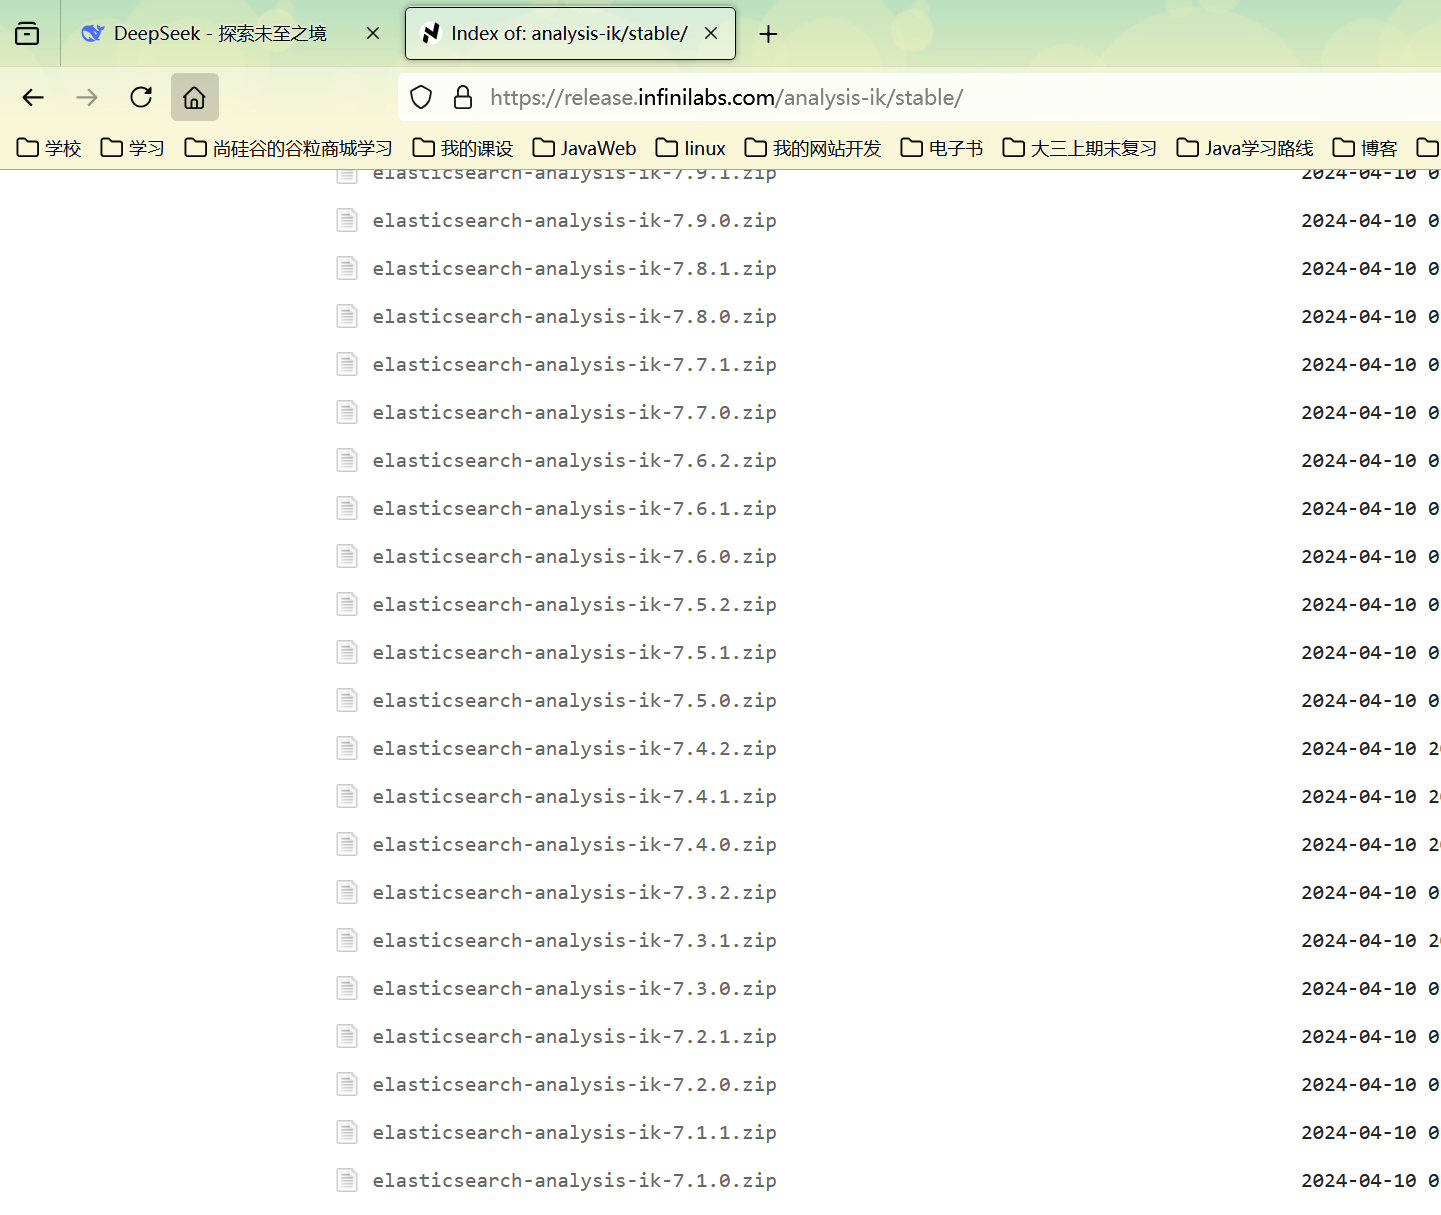 DeepSeek - 探索未至之境
Index of: analysis-ik/stable/
https://release.infinilabs.com/analysis-ik/stable/
学校 学习 尚硅谷的谷粒商城学习 我的课设 JavaWeb linux 我的网站开发 电子书 大三上期末复习 Java学习路线 博客
elasticsearch-analysis-ik-7.9.1.zip 2024-04-10 0
elasticsearch-analysis-ik-7.9.0.zip 2024-04-10 0
elasticsearch-analysis-ik-7.8.1.zip 2024-04-10 0
elasticsearch-analysis-ik-7.8.0.zip 2024-04-10 0
elasticsearch-analysis-ik-7.7.1.zip 2024-04-10 0
elasticsearch-analysis-ik-7.7.0.zip 2024-04-10 0
elasticsearch-analysis-ik-7.6.2.zip 2024-04-10 0
elasticsearch-analysis-ik-7.6.1.zip 2024-04-10 0
elasticsearch-analysis-ik-7.6.0.zip 2024-04-10 0
elasticsearch-analysis-ik-7.5.2.zip 2024-04-10 0
elasticsearch-analysis-ik-7.5.1.zip 2024-04-10 0
elasticsearch-analysis-ik-7.5.0.zip 2024-04-10 0
elasticsearch-analysis-ik-7.4.2.zip 2024-04-10 2
elasticsearch-analysis-ik-7.4.1.zip 2024-04-10 2
elasticsearch-analysis-ik-7.4.0.zip 2024-04-10 2
elasticsearch-analysis-ik-7.3.2.zip 2024-04-10 0
elasticsearch-analysis-ik-7.3.1.zip 2024-04-10 2
elasticsearch-analysis-ik-7.3.0.zip 2024-04-10 0
elasticsearch-analysis-ik-7.2.1.zip 2024-04-10 0
elasticsearch-analysis-ik-7.2.0.zip 2024-04-10 0
elasticsearch-analysis-ik-7.1.1.zip 2024-04-10 0
elasticsearch-analysis-ik-7.1.0.zip 2024-04-10 0